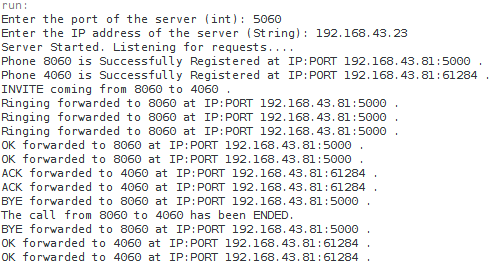 run:
Enter the port of the server (int): 5060
Enter the IP address of the server (String): 192.168.43.23
Server Started. Listening for requests....
Phone 8060 is Successfully Registered at IP:PORT 192.168.43.81:5000 .
Phone 4060 is Successfully Registered at IP:PORT 192.168.43.81:61284 .
INVITE coming from 8060 to 4060 .
Ringing forwarded to 8060 at IP:PORT 192.168.43.81:5000 .
Ringing forwarded to 8060 at IP:PORT 192.168.43.81:5000 .
Ringing forwarded to 8060 at IP:PORT 192.168.43.81:5000 .
OK forwarded to 8060 at IP:PORT 192.168.43.81:5000 .
OK forwarded to 8060 at IP:PORT 192.168.43.81:5000 .
ACK forwarded to 4060 at IP:PORT 192.168.43.81:61284 .
ACK forwarded to 4060 at IP:PORT 192.168.43.81:61284 .
BYE forwarded to 8060 at IP:PORT 192.168.43.81:5000 .
The call from 8060 to 4060 has been ENDED.
BYE forwarded to 8060 at IP:PORT 192.168.43.81:5000 .
OK forwarded to 4060 at IP:PORT 192.168.43.81:61284 .
OK forwarded to 4060 at IP:PORT 192.168.43.81:61284 .